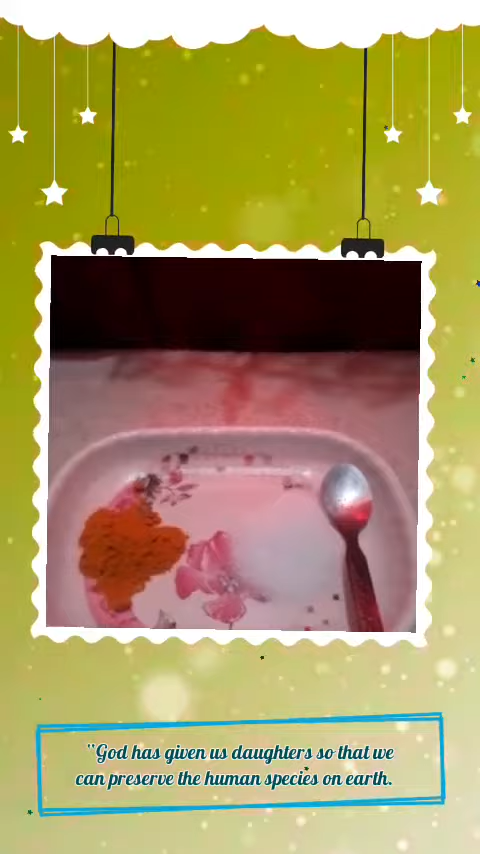 "God has given us daughters so that we
can preserve the human species on earth.